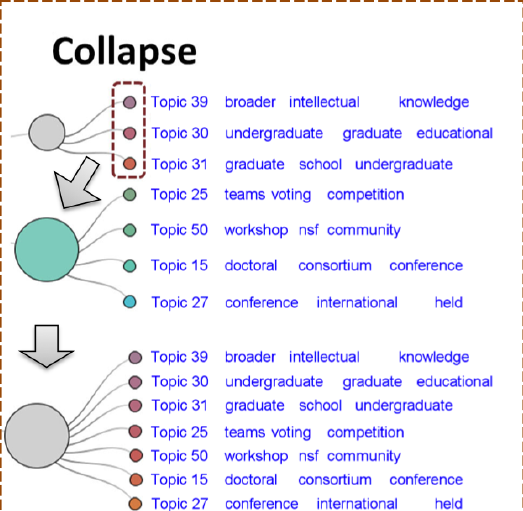 Collapse
Topic 39 broader intellectual knowledge
Topic 30 undergraduate graduate educational
Topic 31 graduate school undergraduate
Topic 25 teams voting competition
Topic 50 workshop nsf community
Topic 15 doctoral consortium conference
Topic 27 conference international held
Topic 39 broader intellectual knowledge
Topic 30 undergraduate graduate educational
Topic 31 graduate school undergraduate
Topic 25 teams voting competition
Topic 50 workshop nsf community
Topic 15 doctoral consortium conference
Topic 27 conference international held